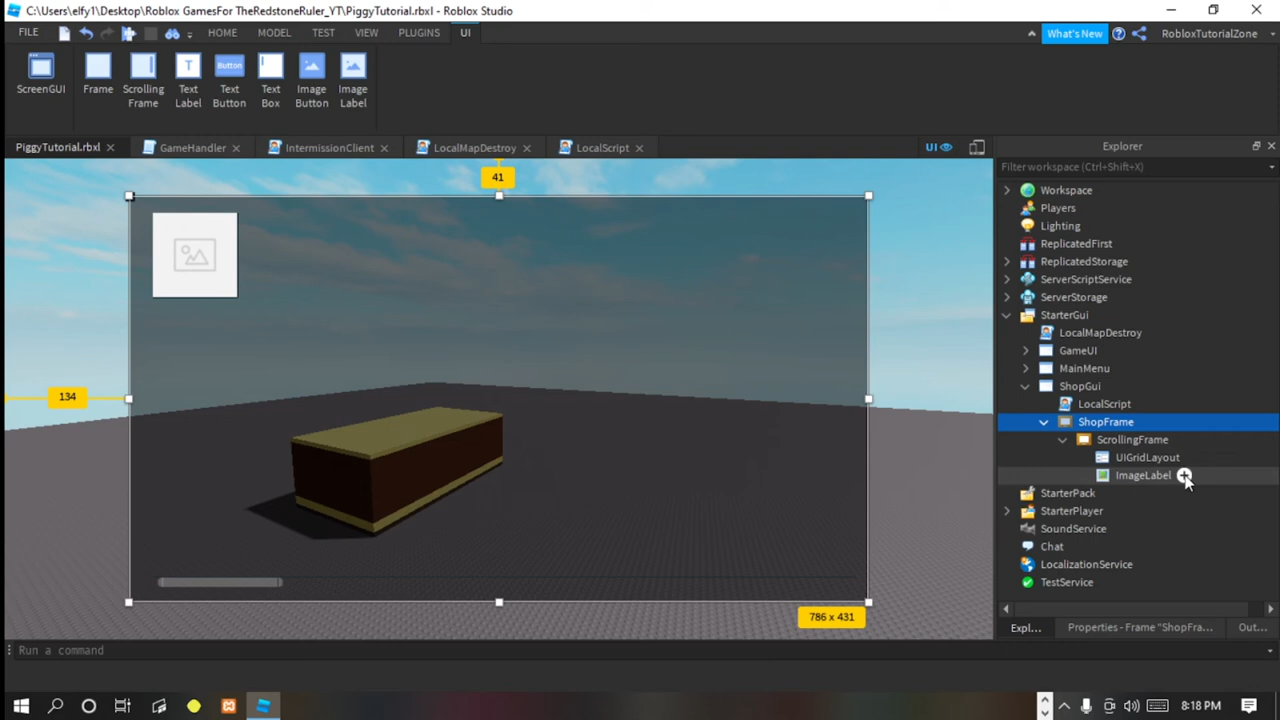 C:\Users\elfy1\Desktop\Roblox GamesFor TheRedstoneRuler_YT\PiggyTutorial.rbxl - Roblox Studio
FILE HOME MODEL TEST VIEW PLUGINS UI What's New RobloxTutorialZone
ScreenGUI Frame Scrolling Frame Text Label Text Button Text Box Image Button Image Label
T Button
PiggyTutorial.rbxl GameHandler IntermissionClient LocalMapDestroy LocalScript UI Explorer
Filter workspace (Ctrl+Shift+X)
41
134
786 x 431
Workspace
Players
Lighting
ReplicatedFirst
ReplicatedStorage
ServerScriptService
ServerStorage
StarterGui
LocalMapDestroy
GameUI
MainMenu
ShopGui
LocalScript
ShopFrame
ScrollingFrame
UIGridLayout
ImageLabel
StarterPack
StarterPlayer
SoundService
Chat
LocalizationService
TestService
Expl... Properties - Frame "ShopFra... Out...
Run a command
8:18 PM